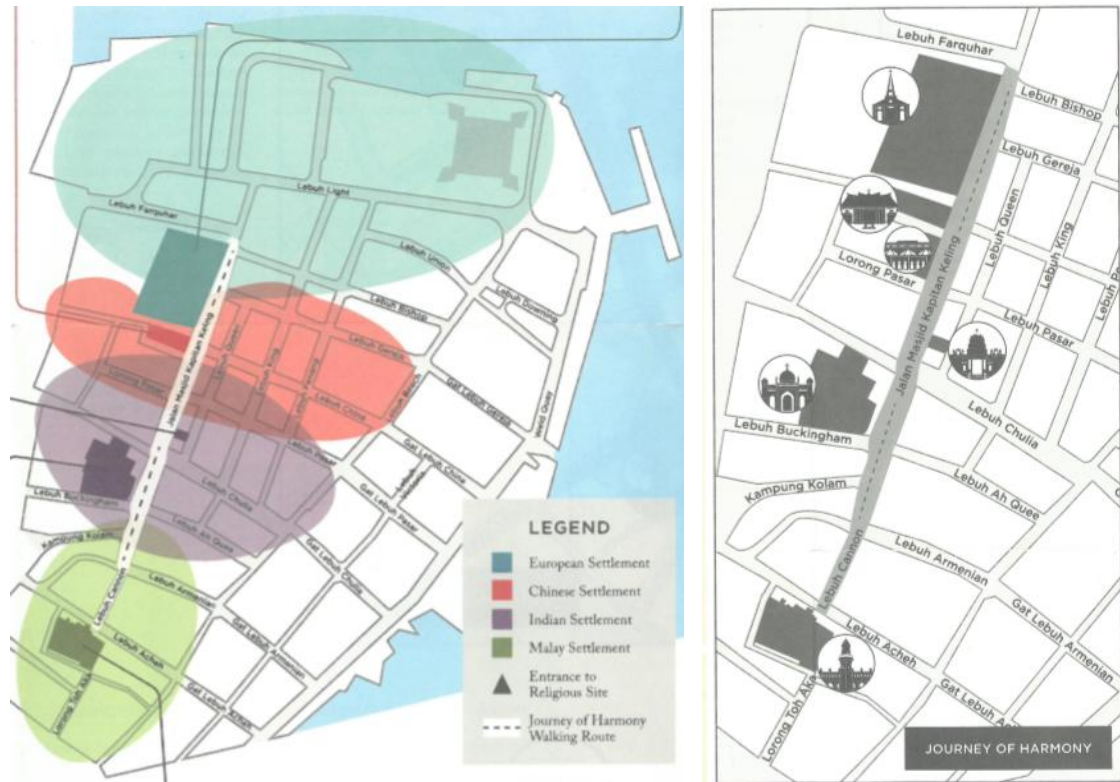 Lebuh Light
Lebuh Farquhar
Lebuh Union
Lebuh Bishop
Lebuh Downing
Lebuh Gereja
Jalan Masjid Kapitan Keling
Lebuh Queen
Lebuh King
Lebuh Penang
Lorong Pasar
Lebuh China
Lebuh Pasar
Gat Lebuh Gereja
Weld Quay
Gat Lebuh China
Gat Lebuh Pasar
Lebuh Chulia
Lebuh Buckingham
Lebuh Ah Quee
Kampung Kolam
Gat Lebuh Chulia
Lebuh Cannon
Lebuh Armenian
Gat Lebuh Armenian
Lebuh Acheh
Gat Lebuh Acheh
LEGEND
European Settlement
Chinese Settlement
Indian Settlement
Malay Settlement
Entrance to
Religious Site
Journey of Harmony
Walking Route
Lebuh Farquhar
Lebuh Bishop
Lebuh Gereja
Lebuh Queen
Lebuh King
Lorong Pasar
Jalan Masjid Kapitan Keling
Lebuh Pasar
Lebuh Chulia
Lebuh Buckingham
Lebuh Ah Quee
Kampung Kolam
Lebuh Cannon
Lebuh Armenian
Gat Lebuh Armenian
Lebuh Acheh
Lorong Toh Aka
JOURNEY OF HARMONY